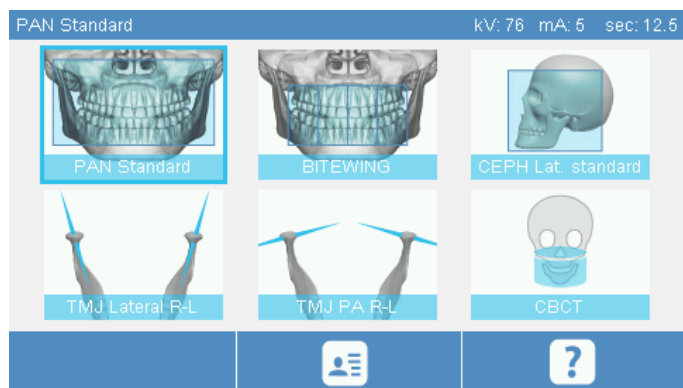 PAN Standard kV: 76 mA: 5 sec: 12.5
PAN Standard
BITEWING
CEPH Lat. standard
TMJ Lateral R-L
TMJ PA R-L
CBCT
?